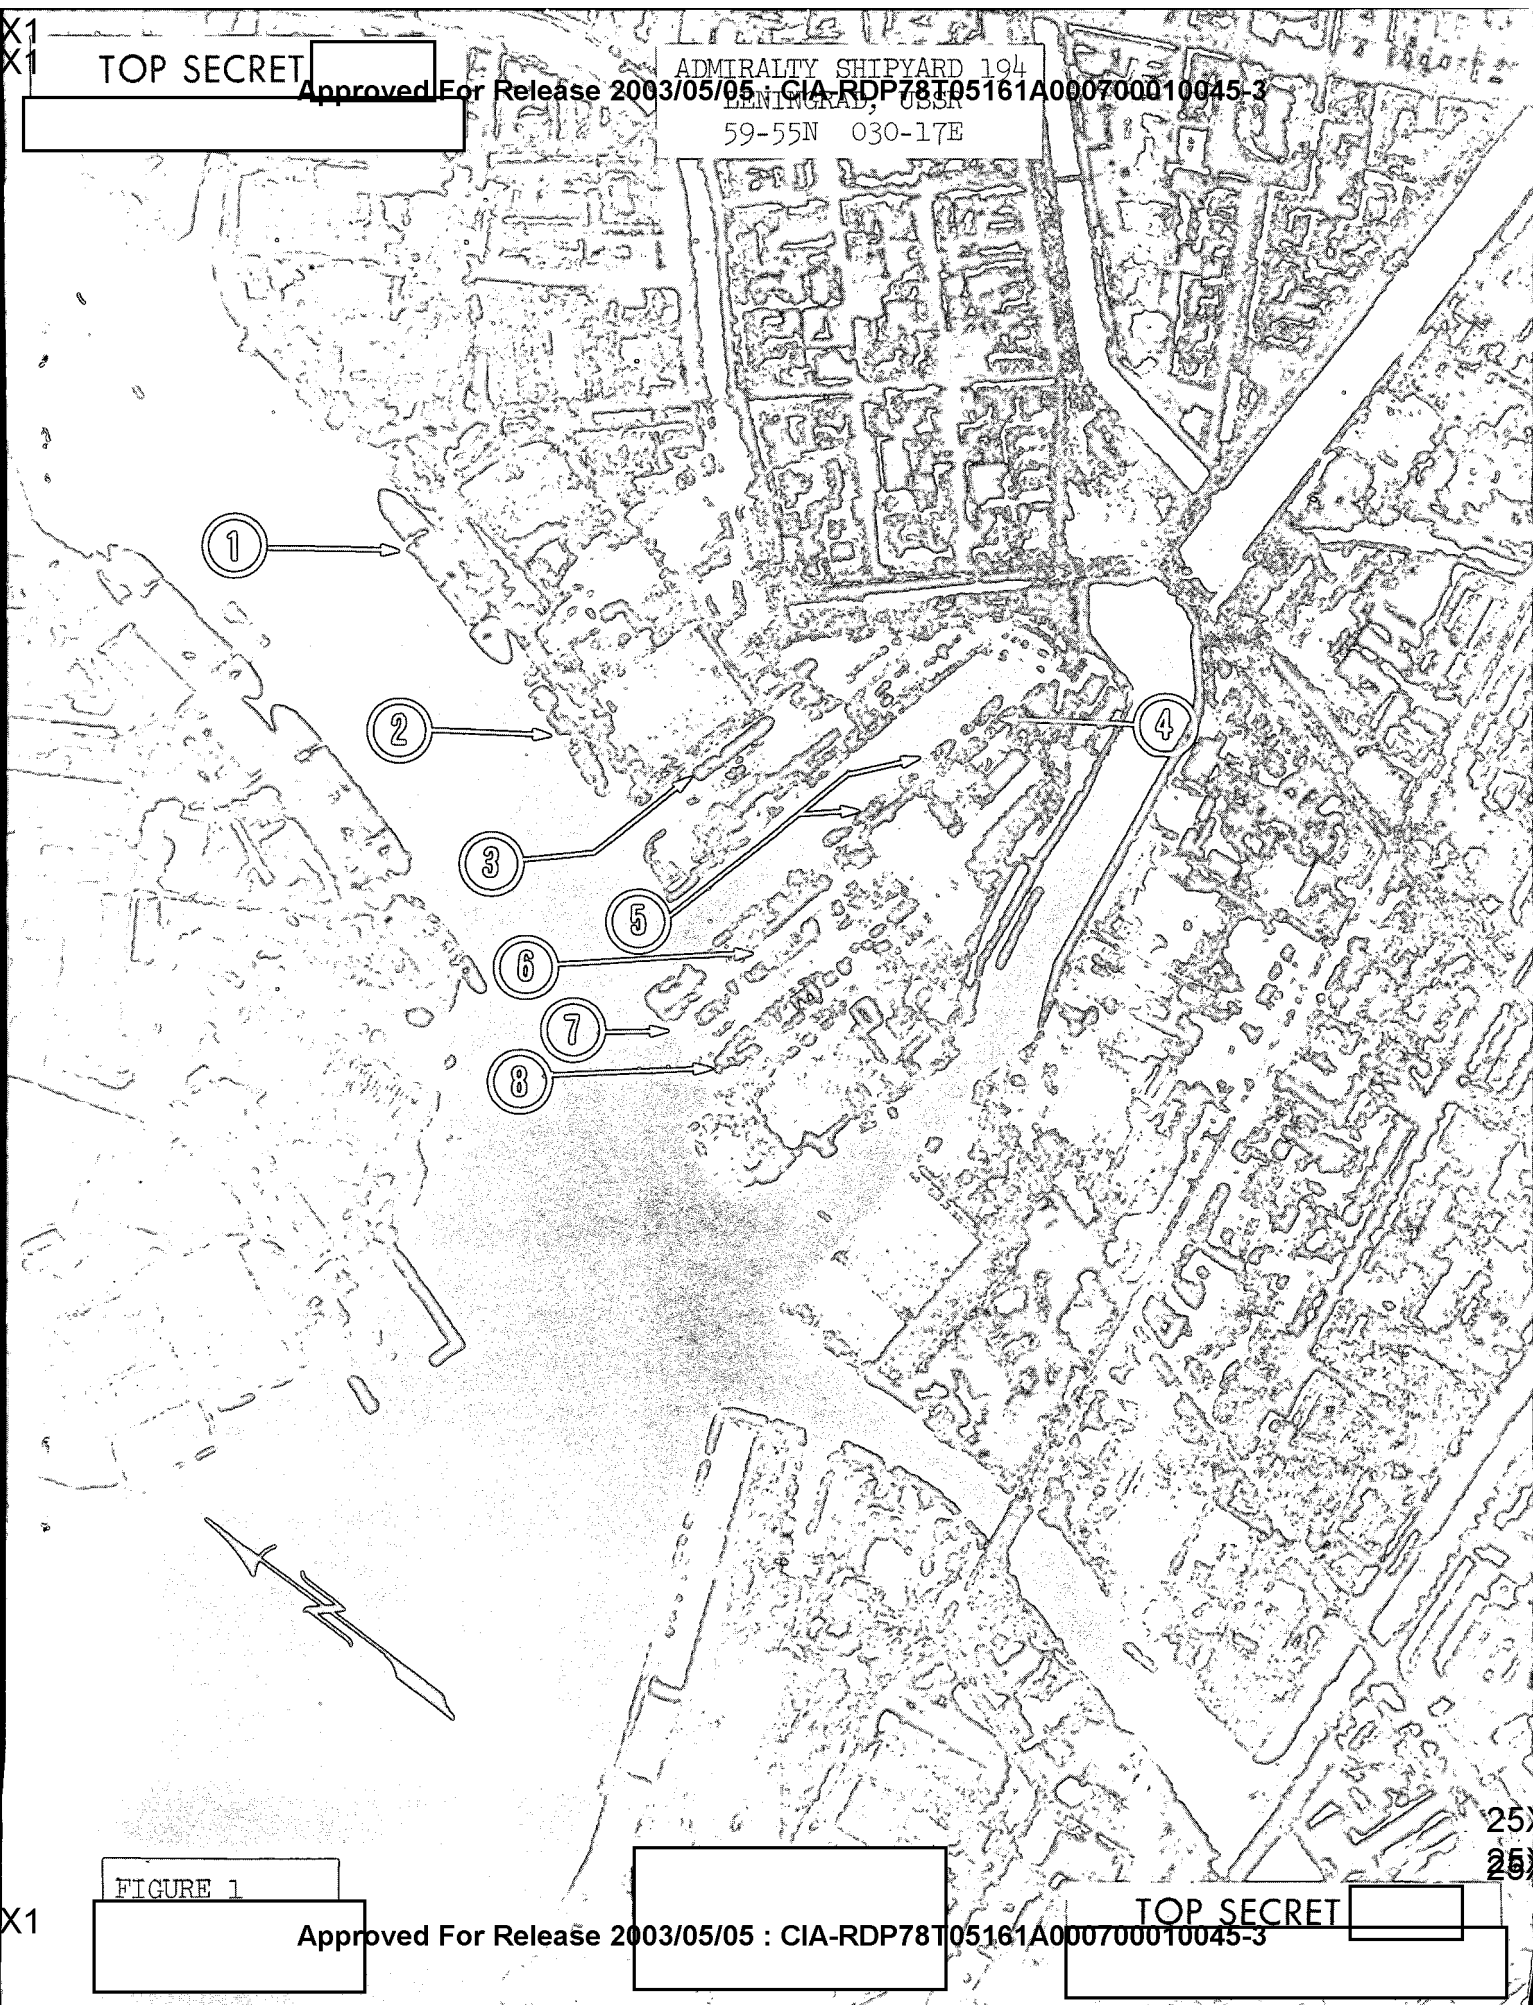 X1
X1
TOP SECRET
ADMIRALTY SHIPYARD 194
Approved For Release 2003/05/05 : CIA-RDP78T05161A000700010045-3
LENINGRAD, USSR
59-55N 030-17E
1
2
3
4
5
6
7
8
25X
25X
FIGURE 1
TOP SECRET
X1
Approved For Release 2003/05/05 : CIA-RDP78T05161A000700010045-3